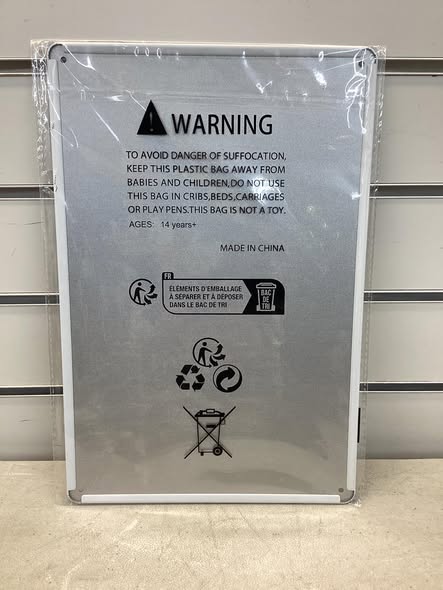 WARNING
TO AVOID DANGER OF SUFFOCATION,
KEEP THIS PLASTIC BAG AWAY FROM
BABIES AND CHILDREN,DO NOT USE
THIS BAG IN CRIBS,BEDS,CARRIAGES
OR PLAY PENS.THIS BAG IS NOT A TOY.
AGES: 14 years+
MADE IN CHINA
FR
ÉLÉMENTS D'EMBALLAGE
À SÉPARER ET À DÉPOSER
DANS LE BAC DE TRI
BAC
DE
TRI